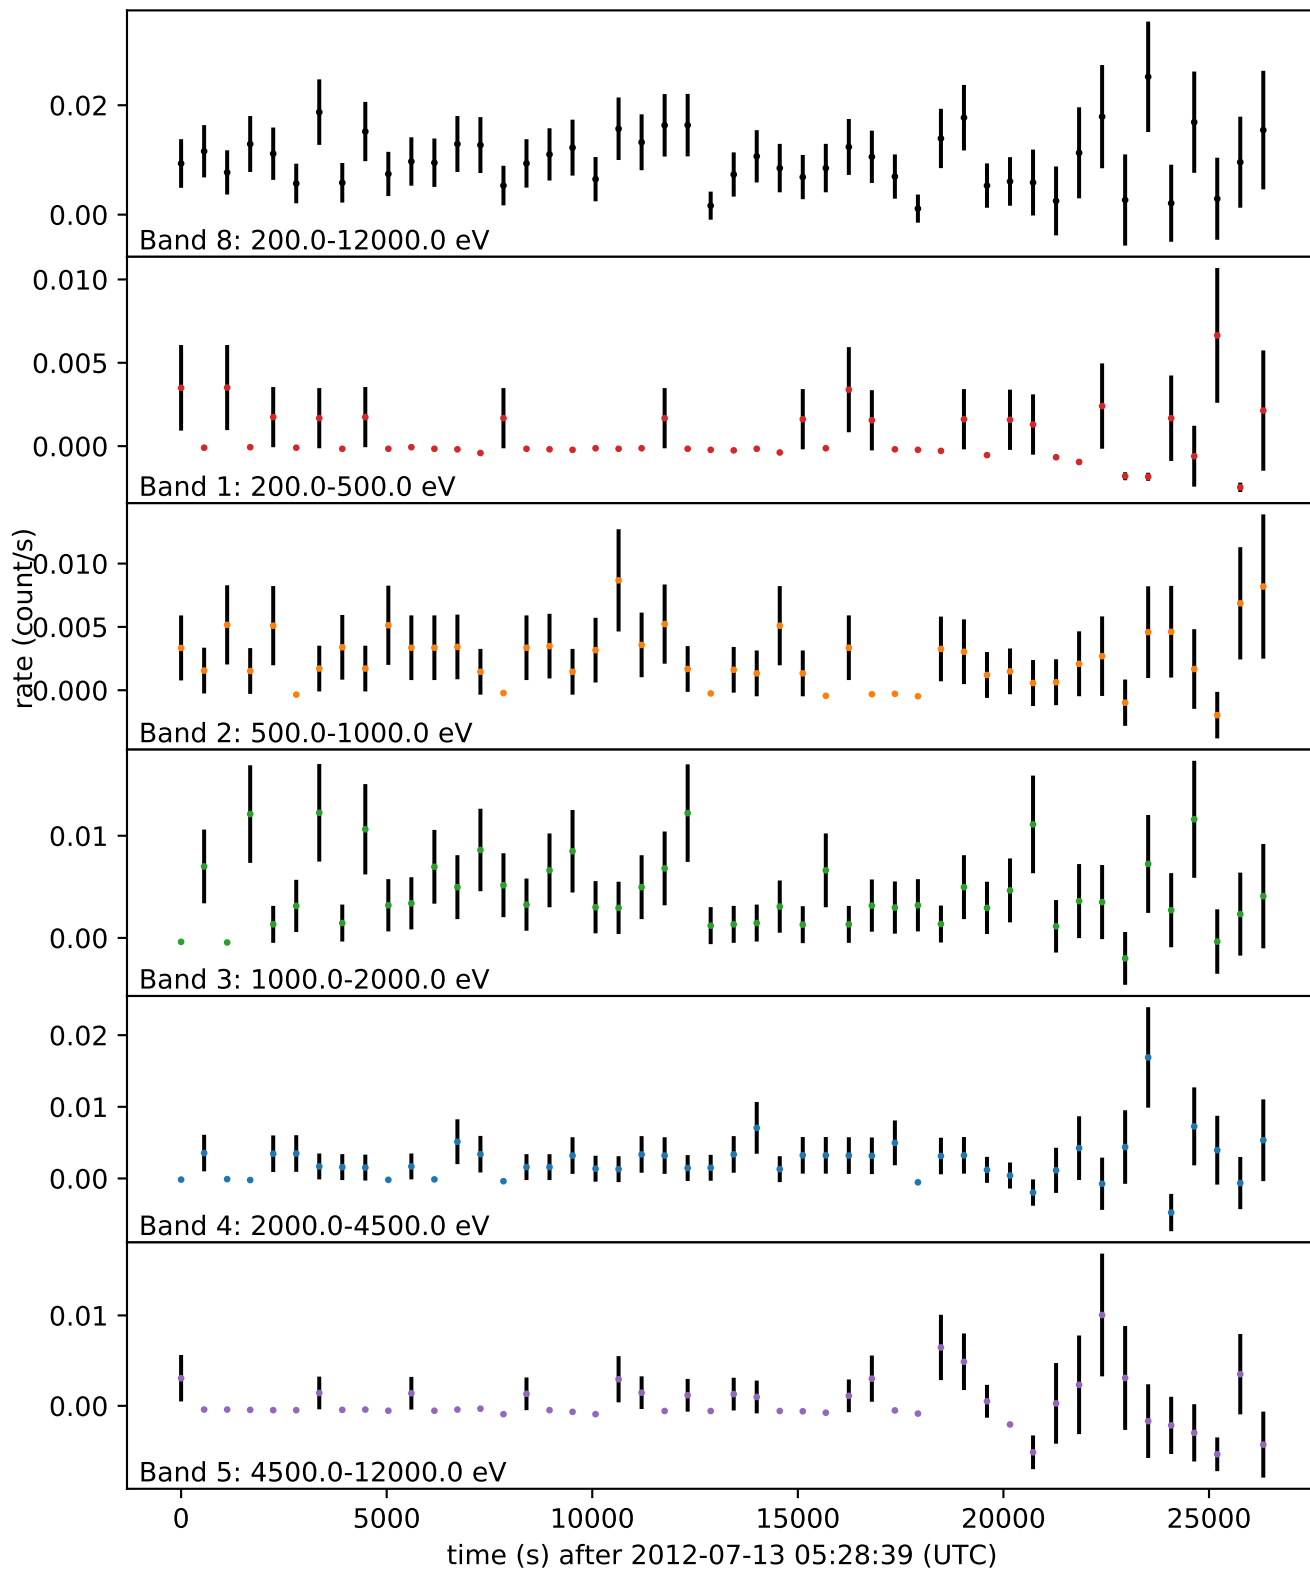 0.02
0.00
Band 8: 200.0-12000.0 eV
0.010
0.005
0.000
Band 1: 200.0-500.0 eV
rate (count/s)
0.010
0.005
0.000
Band 2: 500.0-1000.0 eV
0.01
0.00
Band 3: 1000.0-2000.0 eV
0.02
0.01
0.00
Band 4: 2000.0-4500.0 eV
0.01
0.00
Band 5: 4500.0-12000.0 eV
0 5000 10000 15000 20000 25000
time (s) after 2012-07-13 05:28:39 (UTC)